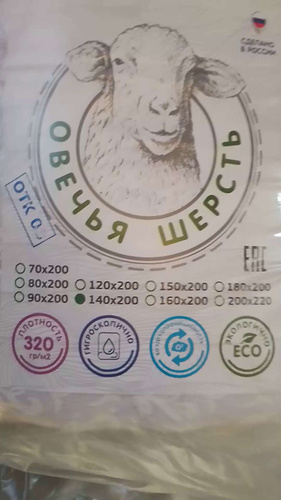 СДЕЛАНО
В РОССИИ
ОВЕЧЬЯ ШЕРСТЬ
ОТК
EAC
70x200
80x200 120x200 150x200 180x200
90x200 140x200 160x200 200x220
ПЛОТНОСТЬ
320
гр/м2
ГИГРОСКОПИЧНО
ЭКОЛОГИЧНО
ECO